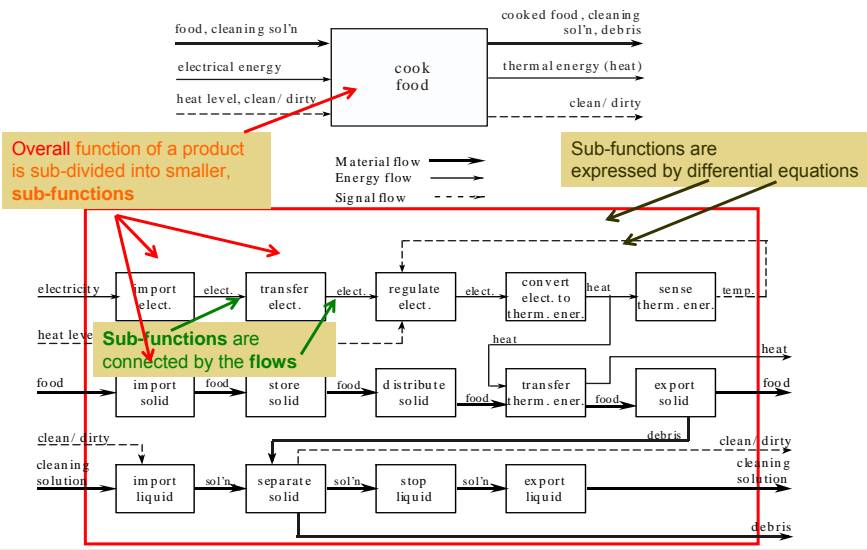 food, cleaning sol'n
electrical energy
heat level, clean/ dirty
cook
food
cooked food, cleaning
sol'n, debris
thermal energy (heat)
clean/ dirty
Overall function of a product
is sub-divided into smaller,
sub-functions
Material flow
Energy flow
Signal flow
Sub-functions are
expressed by differential equations
electricity
import
elect.
elect.
transfer
elect.
elect.
regulate
elect.
elect.
convert
elect. to
therm. ener.
heat
sense
therm. ener.
temp.
heat leve
Sub-functions are
connected by the flows
heat
heat
food
import
solid
food
store
solid
food
distribute
solid
food
transfer
therm. ener.
food
export
solid
food
debris
clean/ dirty
clean/ dirty
cleaning
solution
import
liquid
sol'n
separate
solid
sol'n
stop
liquid
sol'n
export
liquid
cleaning
solution
debris